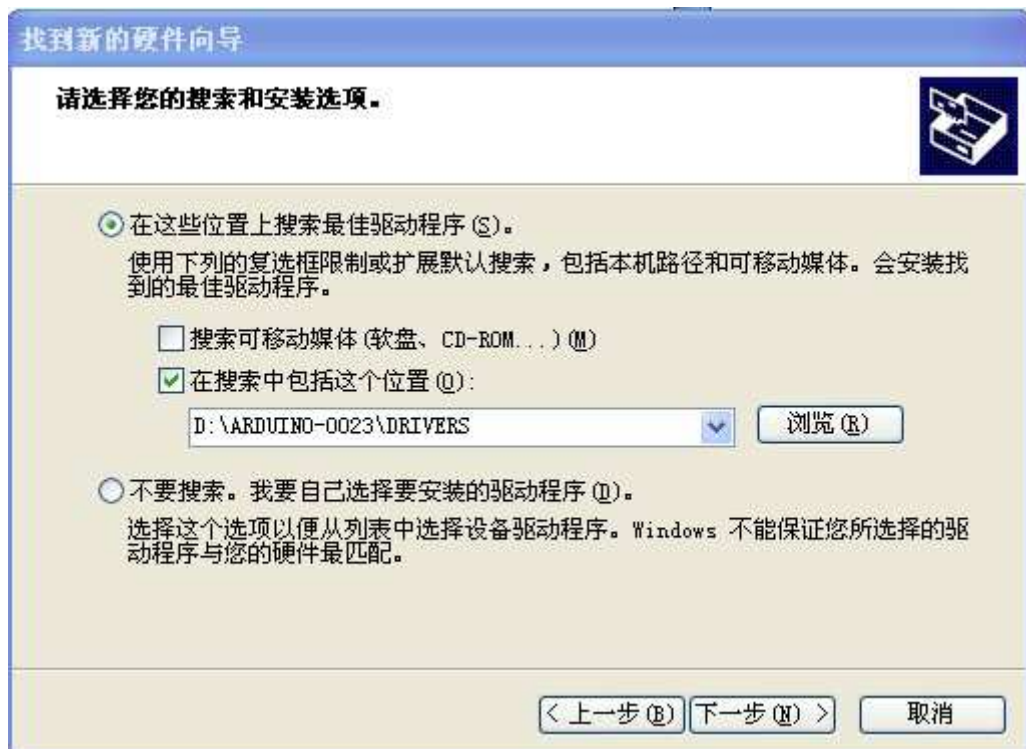 找到新的硬件向导
请选择您的搜索和安装选项。
在这些位置上搜索最佳驱动程序(S)。
使用下列的复选框限制或扩展默认搜索，包括本机路径和可移动媒体。会安装找
到的最佳驱动程序。
搜索可移动媒体(软盘、CD-ROM...)(M)
在搜索中包括这个位置(O):
D:\ARDUINO-0023\DRIVERS
浏览(R)
不要搜索。我要自己选择要安装的驱动程序(D)。
选择这个选项以便从列表中选择设备驱动程序。Windows 不能保证您所选择的驱
动程序与您的硬件最匹配。
< 上一步(B) 下一步(N) > 取消